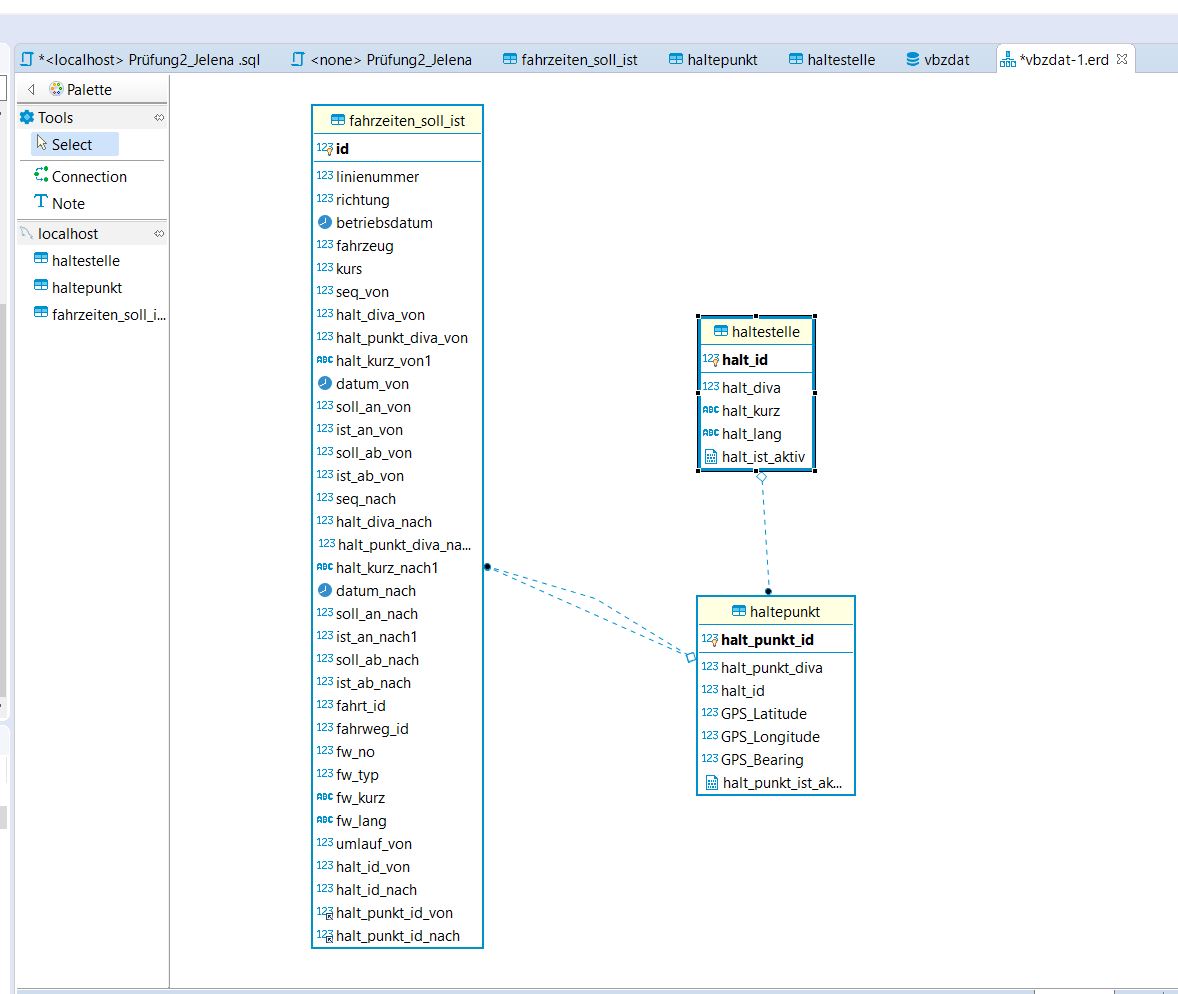 *<localhost> Prüfung2_Jelena .sql
<none> Prüfung2_Jelena
fahrzeiten_soll_ist
haltepunkt
haltestelle
vbzdat
*vbzdat-1.erd
Palette
Tools
Select
Connection
Note
localhost
haltestelle
haltepunkt
fahrzeiten_soll_i...
fahrzeiten_soll_ist
123 id
123 linienummer
123 richtung
betriebsdatum
123 fahrzeug
123 kurs
123 seq_von
123 halt_diva_von
123 halt_punkt_diva_von
ABC halt_kurz_von1
datum_von
123 soll_an_von
123 ist_an_von
123 soll_ab_von
123 ist_ab_von
123 seq_nach
123 halt_diva_nach
123 halt_punkt_diva_na...
ABC halt_kurz_nach1
datum_nach
123 soll_an_nach
123 ist_an_nach1
123 soll_ab_nach
123 ist_ab_nach
123 fahrt_id
123 fahrweg_id
123 fw_no
123 fw_typ
ABC fw_kurz
ABC fw_lang
123 umlauf_von
123 halt_id_von
123 halt_id_nach
123 halt_punkt_id_von
123 halt_punkt_id_nach
haltestelle
123 halt_id
123 halt_diva
ABC halt_kurz
ABC halt_lang
halt_ist_aktiv
haltepunkt
123 halt_punkt_id
123 halt_punkt_diva
123 halt_id
123 GPS_Latitude
123 GPS_Longitude
123 GPS_Bearing
halt_punkt_ist_ak...